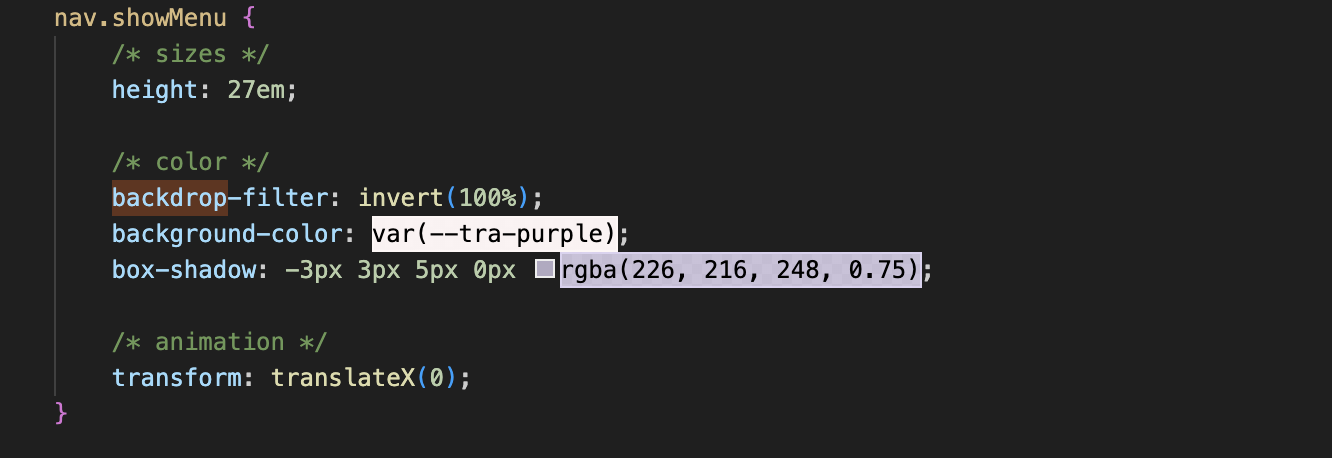 nav.showMenu {
/* sizes */
height: 27em;
/* color */
backdrop-filter: invert(100%);
background-color: var(--tra-purple);
box-shadow: -3px 3px 5px 0px rgba(226, 216, 248, 0.75);
/* animation */
transform: translateX(0);
}